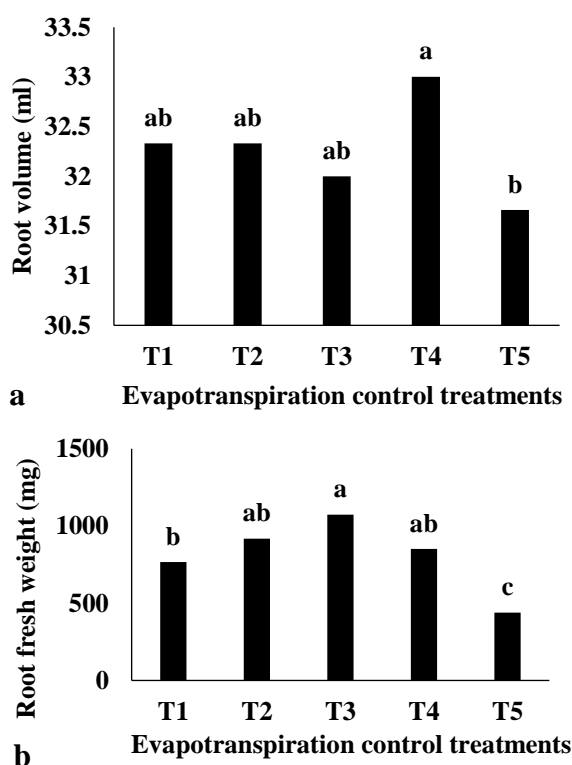 33.5
33
32.5
32
31.5
31
30.5
Root volume (ml)
ab
ab
ab
a
b
T1 T2 T3 T4 T5
a Evapotranspiration control treatments
1500
1000
500
0
Root fresh weight (mg)
b
ab
a
ab
c
T1 T2 T3 T4 T5
b Evapotranspiration control treatments